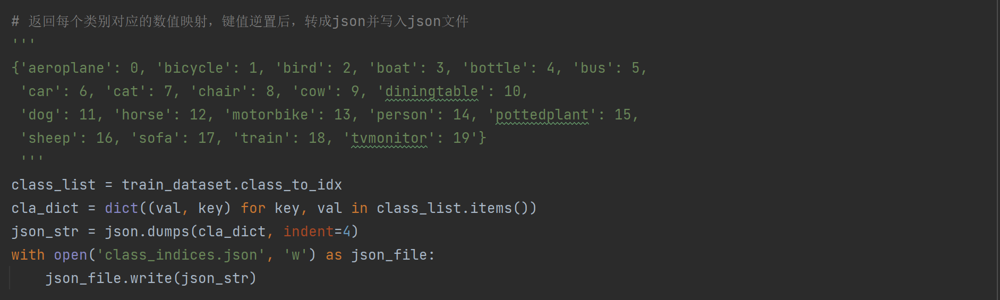 # 返回每个类别对应的数值映射，键值逆置后，转成json并写入json文件
'''
{'aeroplane': 0, 'bicycle': 1, 'bird': 2, 'boat': 3, 'bottle': 4, 'bus': 5,
 'car': 6, 'cat': 7, 'chair': 8, 'cow': 9, 'diningtable': 10,
 'dog': 11, 'horse': 12, 'motorbike': 13, 'person': 14, 'pottedplant': 15,
 'sheep': 16, 'sofa': 17, 'train': 18, 'tvmonitor': 19'}
 '''
class_list = train_dataset.class_to_idx
cla_dict = dict((val, key) for key, val in class_list.items())
json_str = json.dumps(cla_dict, indent=4)
with open('class_indices.json', 'w') as json_file:
    json_file.write(json_str)